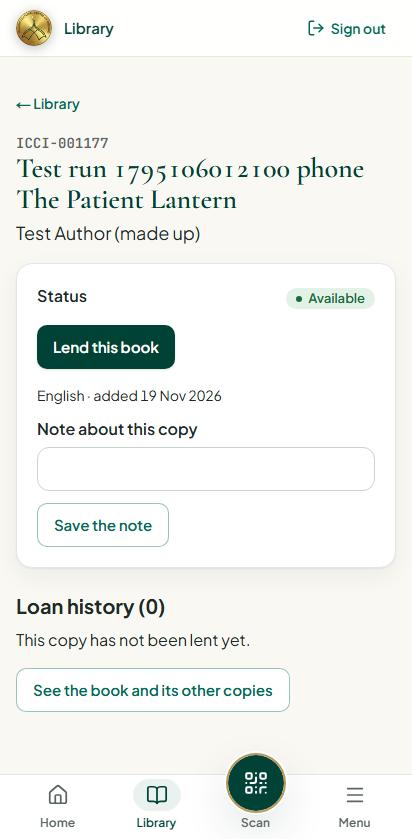 Library
Sign out
← Library
ICCI-001177
Test run 1795106012100 phone
The Patient Lantern
Test Author (made up)
Status
Available
Lend this book
English · added 19 Nov 2026
Note about this copy
Save the note
Loan history (0)
This copy has not been lent yet.
See the book and its other copies
Home
Library
Scan
Menu